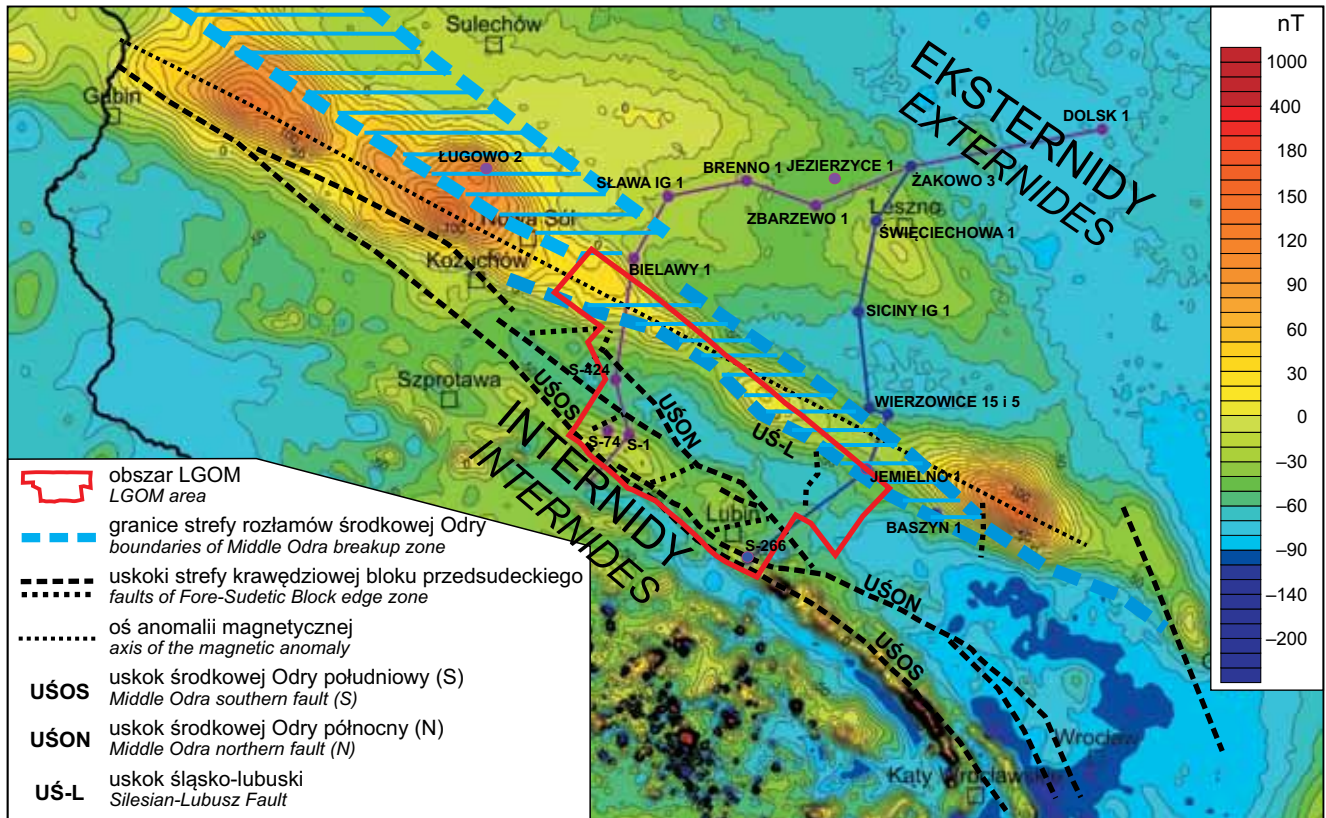 Sulechów
nT
EKSTERNIDY
EXTERNIDES
1000
400
180
150
120
90
60
30
0
–30
–60
–90
–140
–200
Gubin
DOLSK 1
ŁUGOWO 2
BRENNO 1
JEZIERZYCE 1
ŻAKOWO 3
SŁAWA IG 1
ZBARZEWO 1
Leszno
Nowa Sól
ŚWIĘCIECHOWA 1
Kożuchów
BIELAWY 1
SICINY IG 1
Szprotawa
S-424
UŚOS
UŚON
WIERZOWICE 15 i 5
S-74
S-1
UŚ-L
INTERNIDY
INTERNIDES
JEMIELNO 1
Lubin
BASZYN 1
S-266
UŚON
UŚOS
Wrocław
Kąty Wrocławskie
obszar LGOM
LGOM area
granice strefy rozłamów środkowej Odry
boundaries of Middle Odra breakup zone
uskoki strefy krawędziowej bloku przedsudeckiego
faults of Fore-Sudetic Block edge zone
oś anomalii magnetycznej
axis of the magnetic anomaly
UŚOS uskok środkowej Odry południowy (S)
Middle Odra southern fault (S)
UŚON uskok środkowej Odry północny (N)
Middle Odra northern fault (N)
UŚ-L uskok śląsko-lubuski
Silesian-Lubusz Fault